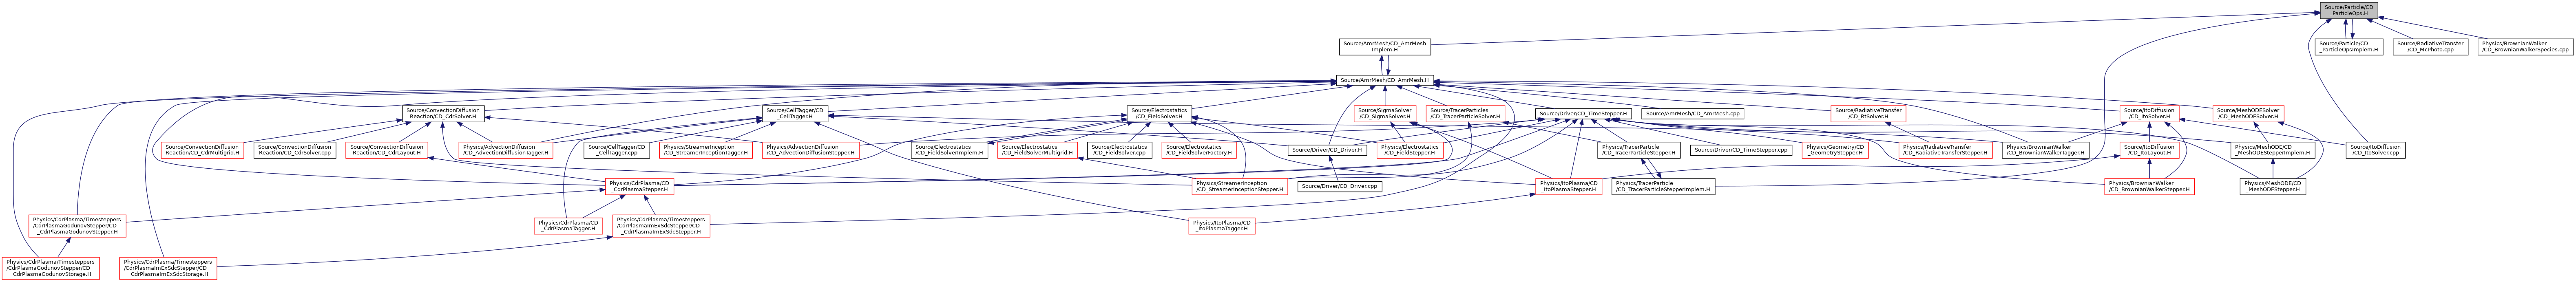 Source/Particle/CD
_ParticleOps.H
Source/AmrMesh/CD_AmrMesh
Implem.H
Source/Particle/CD
_ParticleOpsImplem.H
Source/RadiativeTransfer
/CD_McPhoto.cpp
Physics/BrownianWalker
/CD_BrownianWalkerSpecies.cpp
Source/AmrMesh/CD_AmrMesh.H
Source/ConvectionDiffusion
Reaction/CD_CdrSolver.H
Source/CellTagger/CD
_CellTagger.H
Source/Electrostatics
/CD_FieldSolver.H
Source/SigmaSolver
/CD_SigmaSolver.H
Source/TracerParticles
/CD_TracerParticleSolver.H
Source/Driver/CD_TimeStepper.H
Source/AmrMesh/CD_AmrMesh.cpp
Source/RadiativeTransfer
/CD_RtSolver.H
Source/ItoDiffusion
/CD_ItoSolver.H
Source/MeshODESolver
/CD_MeshODESolver.H
Source/ConvectionDiffusion
Reaction/CD_CdrMultigrid.H
Source/ConvectionDiffusion
Reaction/CD_CdrSolver.cpp
Source/ConvectionDiffusion
Reaction/CD_CdrLayout.H
Physics/AdvectionDiffusion
/CD_AdvectionDiffusionTagger.H
Source/CellTagger/CD
_CellTagger.cpp
Physics/StreamerInception
/CD_StreamerInceptionTagger.H
Physics/AdvectionDiffusion
/CD_AdvectionDiffusionStepper.H
Source/Electrostatics
/CD_FieldSolverImplem.H
Source/Electrostatics
/CD_FieldSolverMultigrid.H
Source/Electrostatics
/CD_FieldSolver.cpp
Source/Electrostatics
/CD_FieldSolverFactory.H
Source/Driver/CD_Driver.H
Physics/Electrostatics
/CD_FieldStepper.H
Physics/TracerParticle
/CD_TracerParticleStepper.H
Source/Driver/CD_TimeStepper.cpp
Physics/Geometry/CD
_GeometryStepper.H
Physics/RadiativeTransfer
/CD_RadiativeTransferStepper.H
Physics/BrownianWalker
/CD_BrownianWalkerTagger.H
Source/ItoDiffusion
/CD_ItoLayout.H
Physics/MeshODE/CD
_MeshODEStepperImplem.H
Source/ItoDiffusion
/CD_ItoSolver.cpp
Physics/CdrPlasma/CD
_CdrPlasmaStepper.H
Physics/StreamerInception
/CD_StreamerInceptionStepper.H
Source/Driver/CD_Driver.cpp
Physics/ItoPlasma/CD
_ItoPlasmaStepper.H
Physics/TracerParticle
/CD_TracerParticleStepperImplem.H
Physics/BrownianWalker
/CD_BrownianWalkerStepper.H
Physics/MeshODE/CD
_MeshODEStepper.H
Physics/CdrPlasma/Timesteppers
/CdrPlasmaGodunovStepper/CD
_CdrPlasmaGodunovStepper.H
Physics/CdrPlasma/CD
_CdrPlasmaTagger.H
Physics/CdrPlasma/Timesteppers
/CdrPlasmaImExSdcStepper/CD
_CdrPlasmaImExSdcStepper.H
Physics/ItoPlasma/CD
_ItoPlasmaTagger.H
Physics/CdrPlasma/Timesteppers
/CdrPlasmaGodunovStepper/CD
_CdrPlasmaGodunovStorage.H
Physics/CdrPlasma/Timesteppers
/CdrPlasmaImExSdcStepper/CD
_CdrPlasmaImExSdcStorage.H